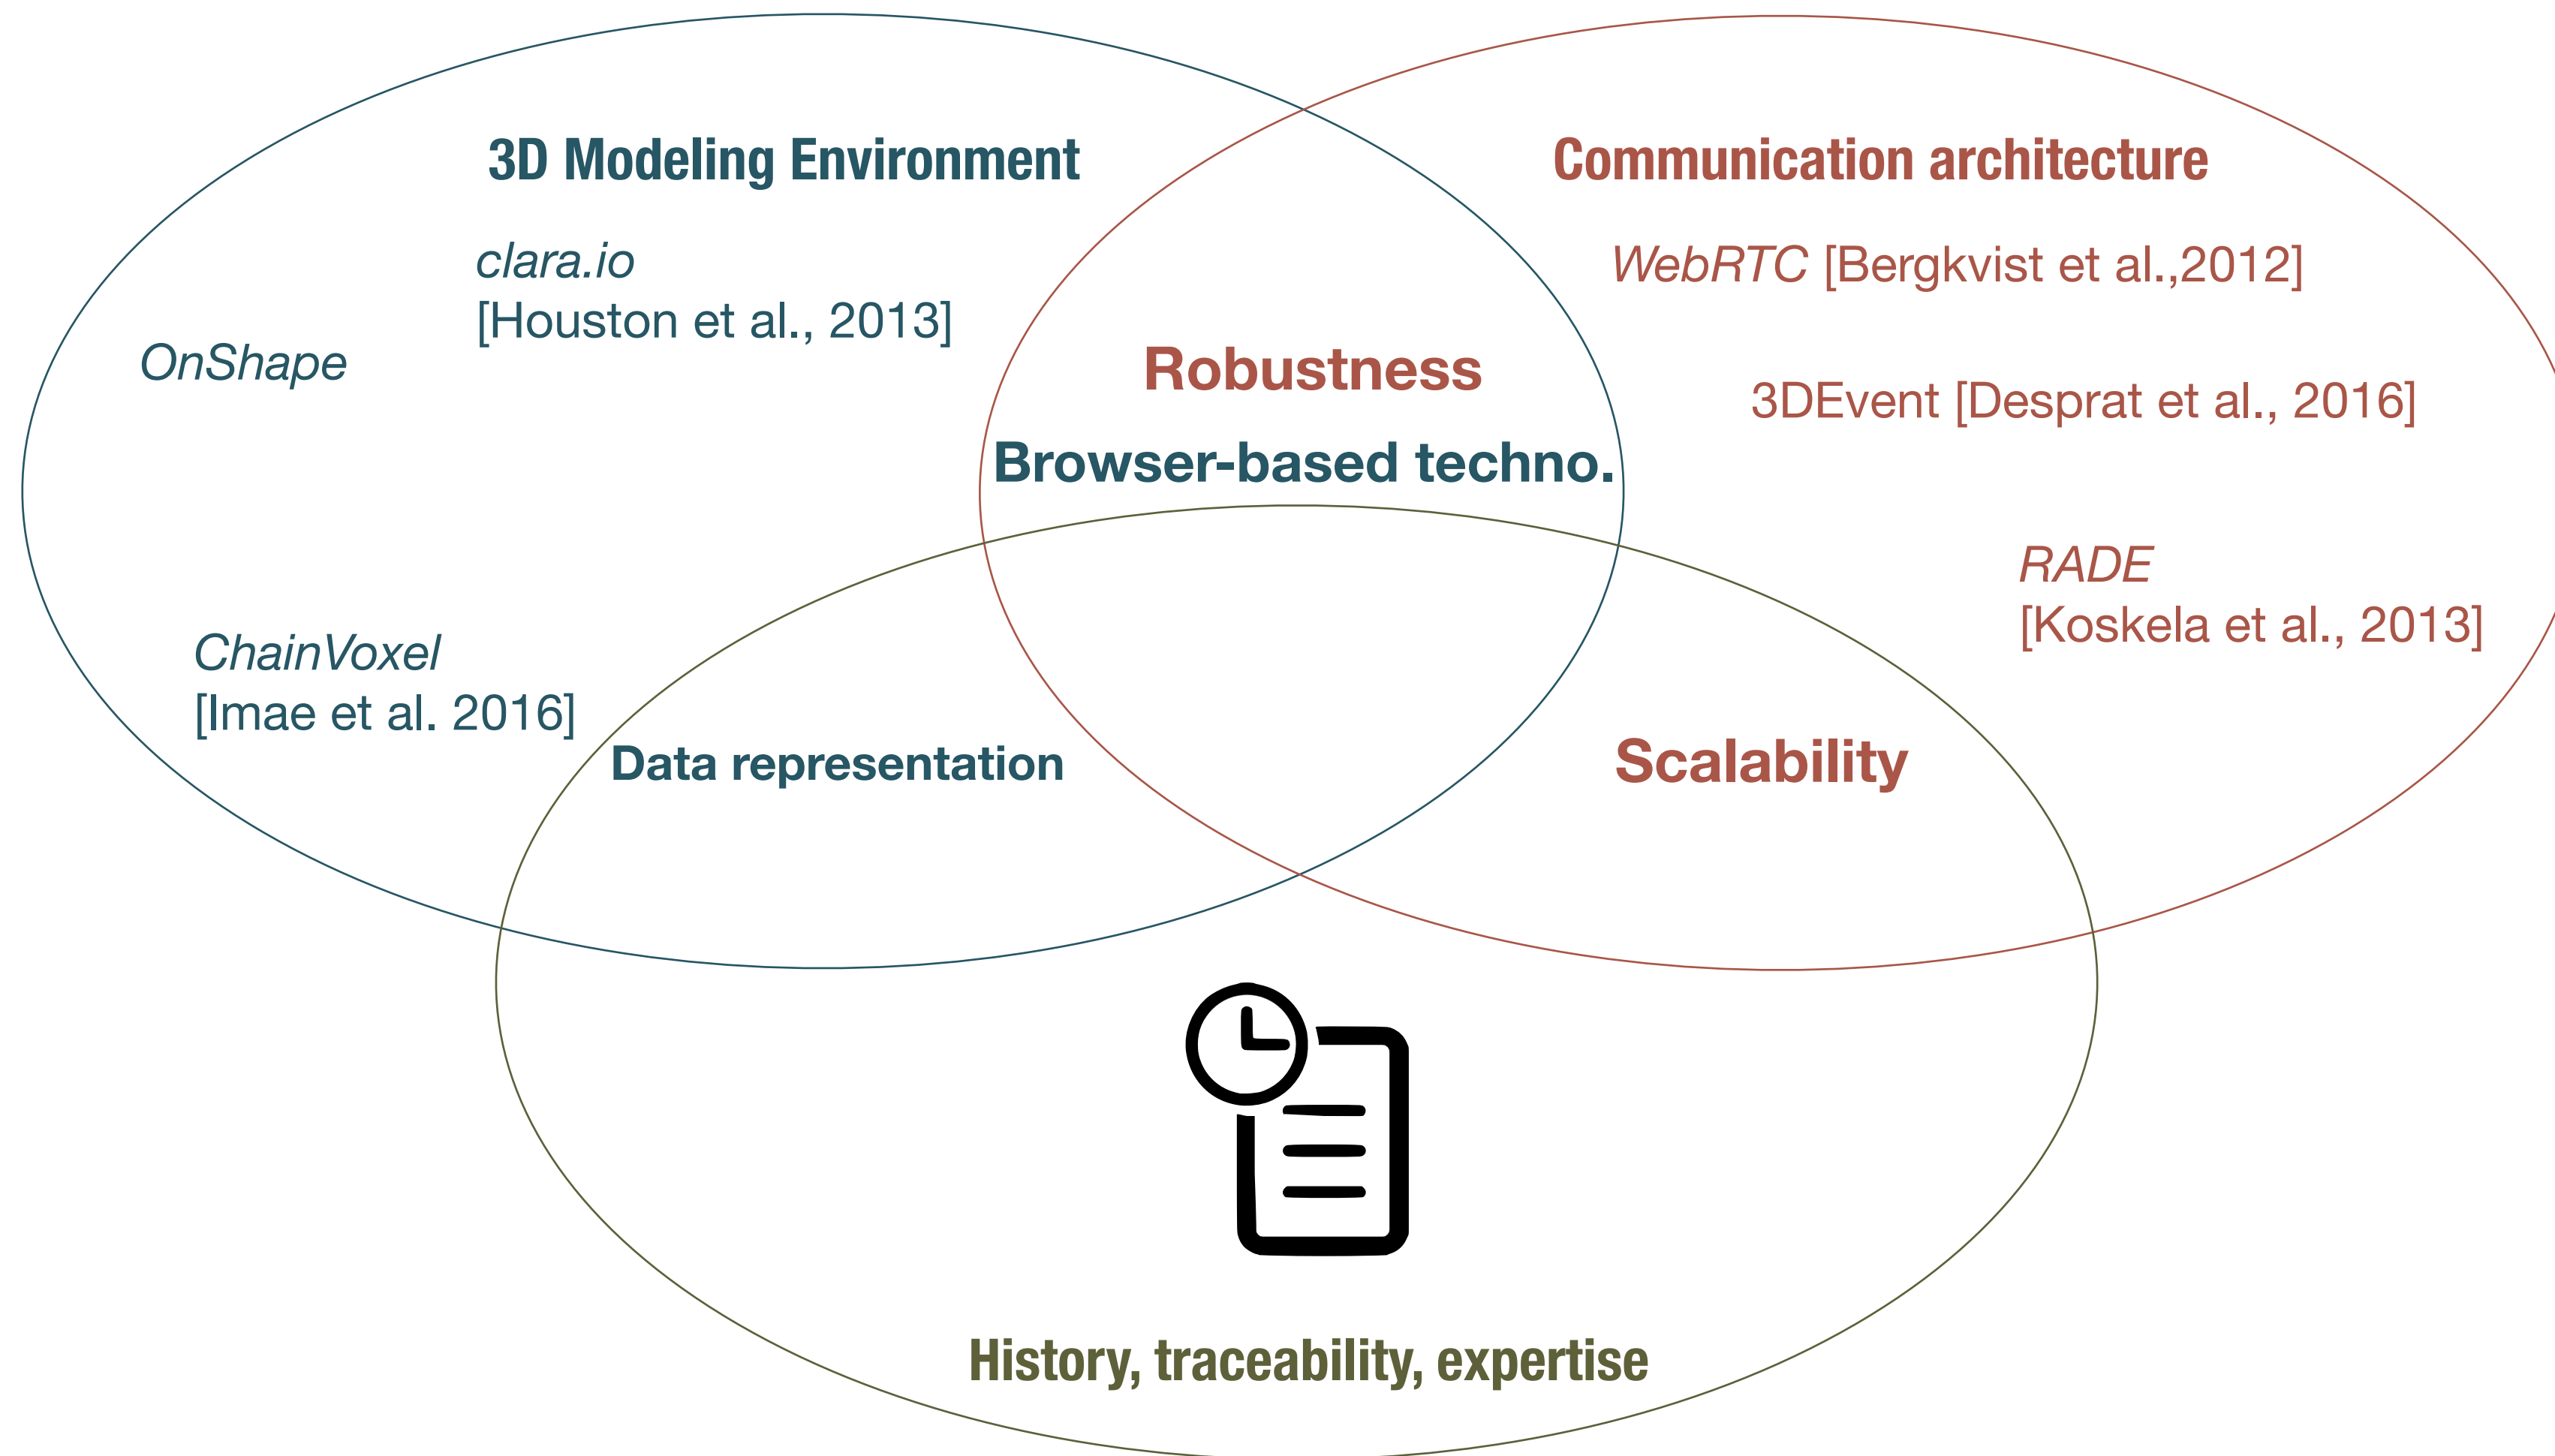 3D Modeling Environment
clara.io
[Houston et al., 2013]
OnShape
ChainVoxel
[Imae et al. 2016]
Communication architecture
WebRTC [Bergkvist et al.,2012]
3DEvent [Desprat et al., 2016]
RADE
[Koskela et al., 2013]
Robustness
Browser-based techno.
Data representation
Scalability
History, traceability, expertise